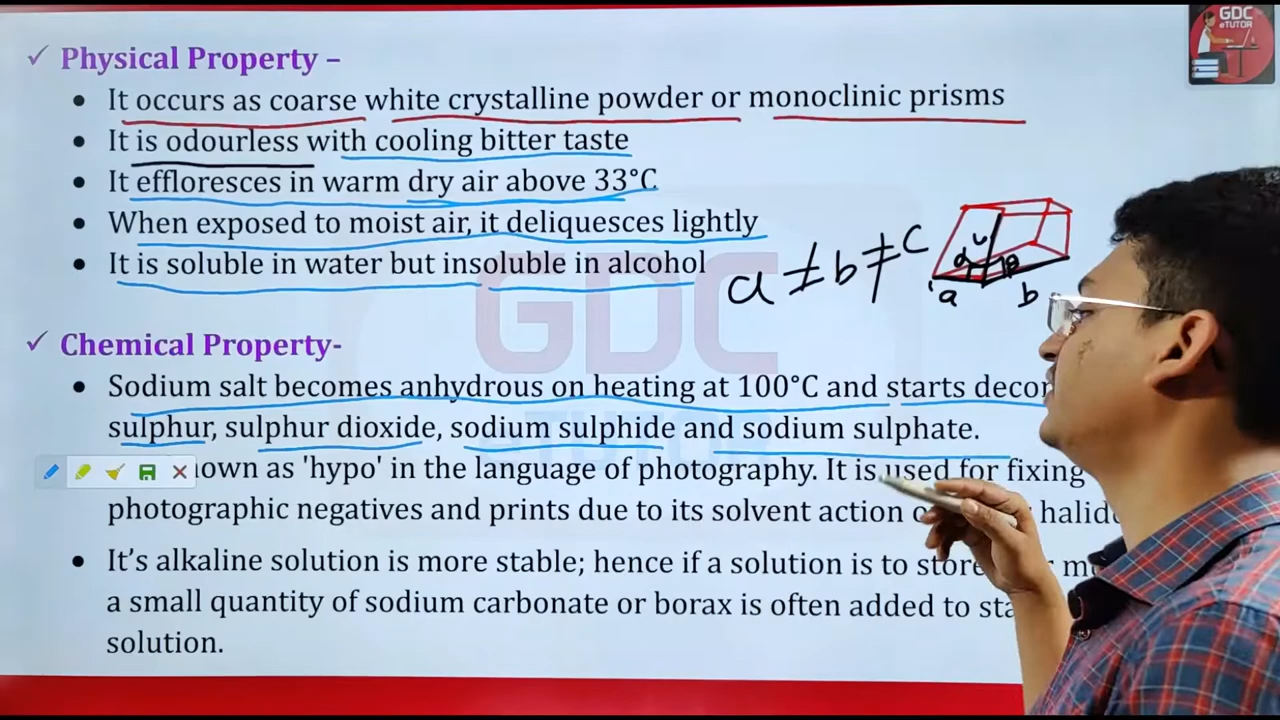 GDC
eTUTOR
✓ Physical Property –
• It occurs as coarse white crystalline powder or monoclinic prisms
• It is odourless with cooling bitter taste
• It effloresces in warm dry air above 33°C
• When exposed to moist air, it deliquesces lightly
• It is soluble in water but insoluble in alcohol
a ≠ b ≠ c
a b
✓ Chemical Property-
• Sodium salt becomes anhydrous on heating at 100°C and starts
sulphur, sulphur dioxide, sodium sulphide and sodium sulphate.
as 'hypo' in the language of photography. It is used for fixing
photographic negatives and prints due to its solvent action
• It’s alkaline solution is more stable; hence if a solution is to
a small quantity of sodium carbonate or borax is often added to
solution.
GDC
eTUTOR